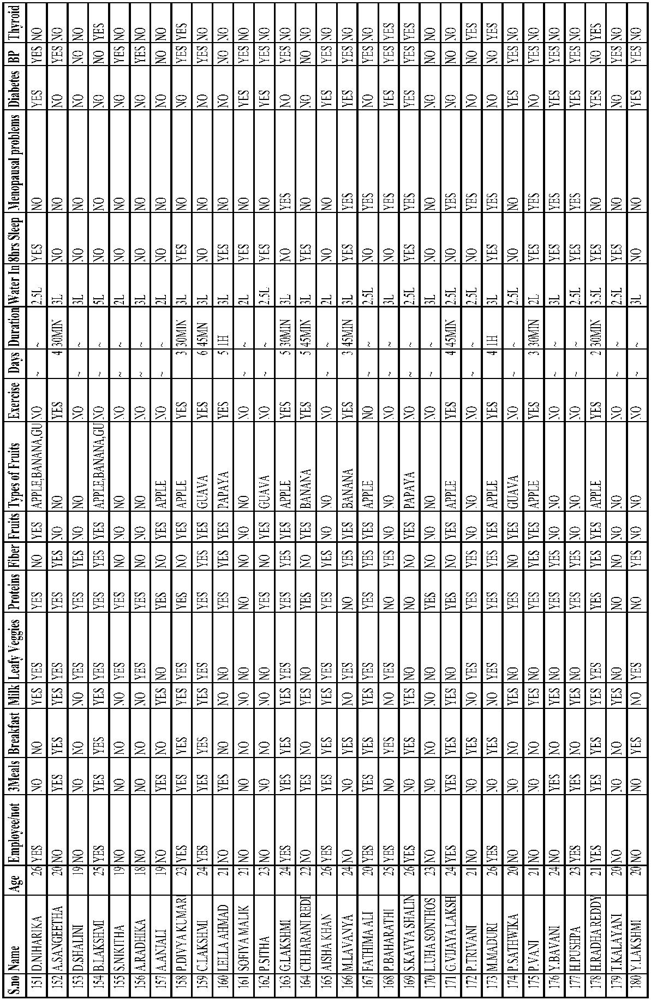 S.no Name Age Employee/not 3Meals Breakfast Milk Leafy Veggies Proteins Fiber Fruits Types of Fruits Exercise Days Duration Water In 8hrs Sleep Menopausal problems Diabetes BP Thyroid
151 D.NIHARIKA 26 YES NO NO YES YES YES NO YES APPLE,BANANA,GU NO ~ ~ 2.5L YES NO YES YES NO
152 A.SANGEETHA 20 NO YES YES YES YES YES YES NO NO YES 4 30MIN 3L NO NO NO YES NO
153 D.SHALINI 19 NO NO NO NO YES YES YES NO NO NO ~ ~ 3L NO NO NO NO NO
154 B.LAKSHMI 25 YES YES YES YES YES YES YES YES APPLE,BANANA,GU NO ~ ~ 5L NO NO NO NO YES
155 S.NIKITHA 19 NO NO NO NO YES YES NO NO NO NO ~ ~ 2L NO NO NO YES NO
156 A.RADHIKA 18 NO NO NO NO YES YES NO NO NO NO ~ ~ 3L NO NO NO YES NO
157 A.ANJALI 19 NO YES NO YES NO YES NO YES APPLE NO ~ ~ 2L NO NO NO NO NO
158 P.DIVYA KUMAR 23 YES YES YES YES YES YES NO YES APPLE YES 3 30MIN 3L YES NO NO YES YES
159 C.LAKSHMI 24 YES YES YES YES YES YES YES YES GUAVA YES 6 45MIN 3L NO NO NO YES NO
160 LELLA AHMAD 21 NO YES NO NO NO YES YES YES PAPAYA YES 5 1H 3L YES NO NO NO NO
161 SOFIYA MALIK 21 NO NO NO NO NO NO NO NO NO NO ~ ~ 2L YES NO YES YES NO
162 P.SITHA 23 NO NO NO NO NO YES NO YES GUAVA NO ~ ~ 2.5L YES NO YES YES NO
163 G.LAKSHMI 24 YES YES YES YES YES YES YES YES APPLE YES 5 30MIN 3L NO YES NO YES NO
164 CH.HARANI REDI 22 NO YES NO YES NO YES NO YES BANANA YES 5 45MIN 3L YES NO NO NO NO
165 AISHA KHAN 26 YES YES YES YES YES YES YES NO NO NO ~ ~ 2L NO NO YES YES NO
166 M.LAVANYA 24 NO NO YES NO YES NO NO YES BANANA YES 3 45MIN 3L YES YES YES YES NO
167 FATHIMA ALI 20 YES YES YES YES YES YES YES YES APPLE NO ~ ~ 2.5L NO YES NO YES NO
168 P.BAHARATHI 25 YES NO YES NO YES NO YES NO NO NO ~ ~ 3L NO YES YES YES YES
169 S.KAVYA SHALIN 26 YES NO YES YES NO NO NO YES PAPAYA NO ~ ~ 2.5L YES YES YES YES YES
170 L.UHA SONTHOS 23 NO NO NO NO NO YES NO NO NO NO ~ ~ 3L NO NO NO NO NO
171 G.VIJAYA LAKSH 24 YES YES YES YES NO YES NO YES APPLE YES 4 45MIN 2.5L YES YES NO YES NO
172 P.TRIVANI 21 NO NO YES NO YES YES YES NO NO NO ~ ~ 2.5L NO YES NO NO YES
173 M.MADURI 26 YES NO YES NO YES YES YES YES APPLE YES 4 1H 3L YES YES NO NO YES
174 P.SATHWIKA 20 NO NO NO YES NO YES NO YES GUAVA NO ~ ~ 2.5L NO NO YES YES NO
175 P.VANI 21 NO NO NO YES NO YES YES YES APPLE YES 3 30MIN 2L YES YES NO YES NO
176 Y.BAVANI 24 NO YES NO NO NO YES YES NO NO NO ~ ~ 3L NO YES YES YES NO
177 H.PUSHPA 23 YES YES NO YES NO YES YES NO NO NO ~ ~ 2.5L YES YES YES YES NO
178 H.RADHA REDDY 21 YES YES YES YES YES YES YES YES APPLE YES 2 30MIN 3.5L YES NO YES NO YES
179 T.KALAYANI 20 NO NO NO YES NO NO NO NO NO NO ~ ~ 2.5L YES NO NO YES NO
180 Y.LAKSHMI 20 NO NO YES NO YES NO YES NO NO NO ~ ~ 3L NO NO YES YES NO